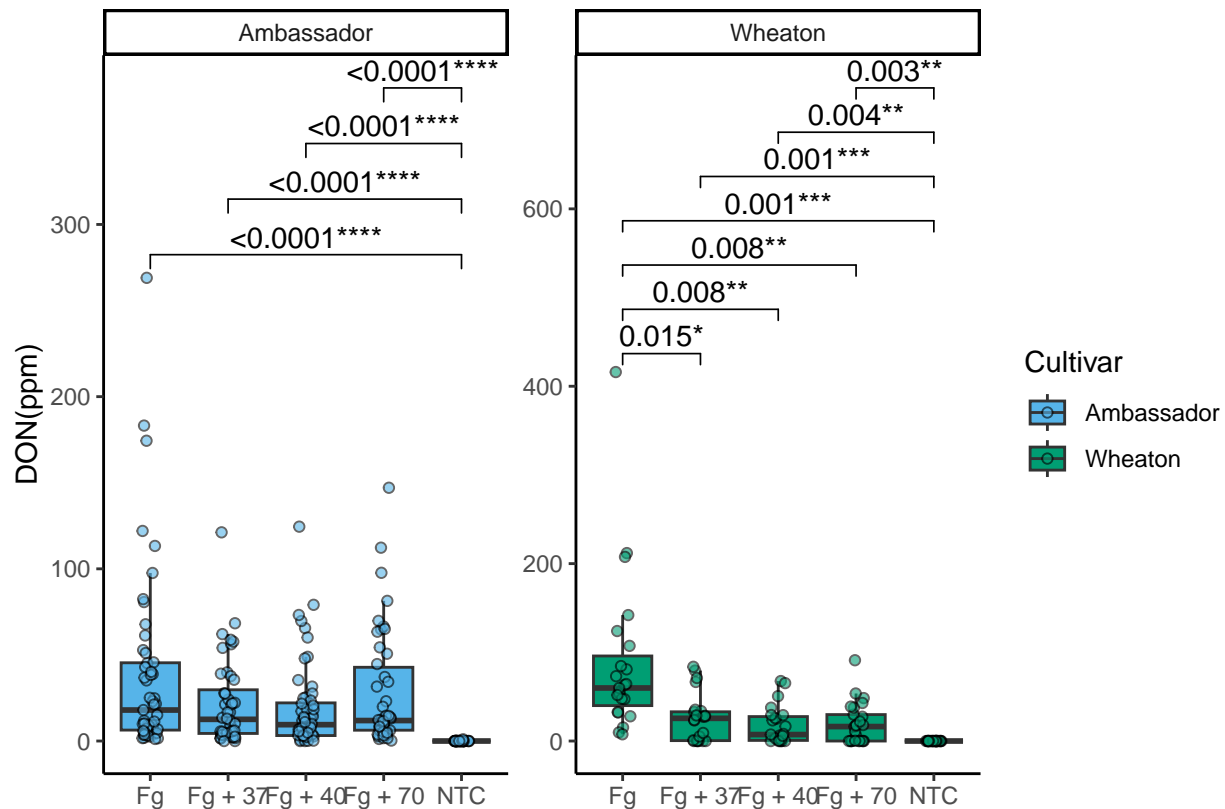 Ambassador
Wheaton
<0.0001****
<0.0001****
<0.0001****
<0.0001****
0.003**
0.004**
0.001***
0.001***
0.008**
0.008**
0.015*
DON(ppm)
300
200
100
0
600
400
200
0
Fg
Fg + 37
Fg + 40
Fg + 70
NTC
Fg
Fg + 37
Fg + 40
Fg + 70
NTC
Cultivar
Ambassador
Wheaton